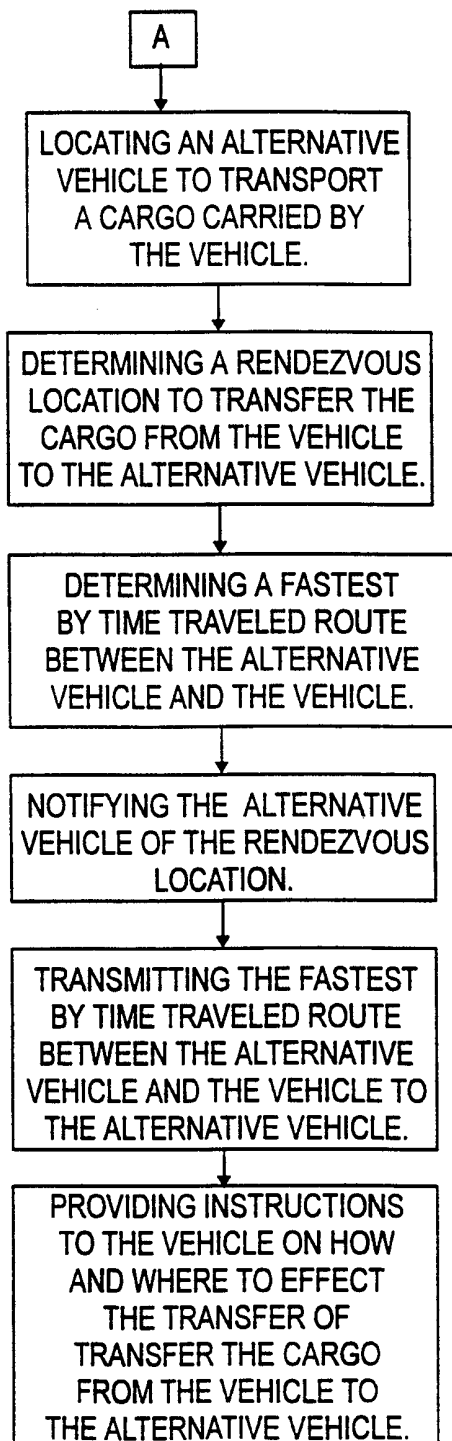 A
LOCATING AN ALTERNATIVE
VEHICLE TO TRANSPORT
A CARGO CARRIED BY
THE VEHICLE.
DETERMINING A RENDEZVOUS
LOCATION TO TRANSFER THE
CARGO FROM THE VEHICLE
TO THE ALTERNATIVE VEHICLE.
DETERMINING A FASTEST
BY TIME TRAVELED ROUTE
BETWEEN THE ALTERNATIVE
VEHICLE AND THE VEHICLE.
NOTIFYING THE ALTERNATIVE
VEHICLE OF THE RENDEZVOUS
LOCATION.
TRANSMITTING THE FASTEST
BY TIME TRAVELED ROUTE
BETWEEN THE ALTERNATIVE
VEHICLE AND THE VEHICLE TO
THE ALTERNATIVE VEHICLE.
PROVIDING INSTRUCTIONS
TO THE VEHICLE ON HOW
AND WHERE TO EFFECT
THE TRANSFER OF
TRANSFER THE CARGO
FROM THE VEHICLE TO
THE ALTERNATIVE VEHICLE.